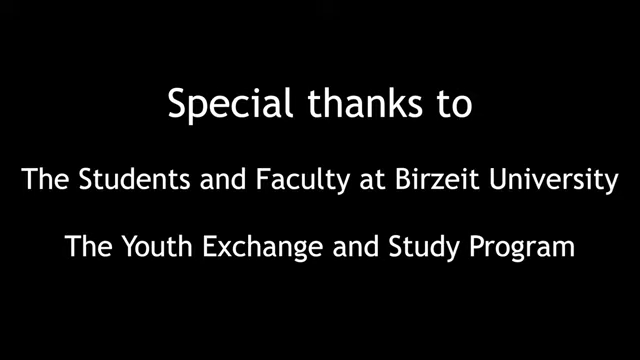 Special thanks to
The Students and Faculty at Birzeit University
The Youth Exchange and Study Program